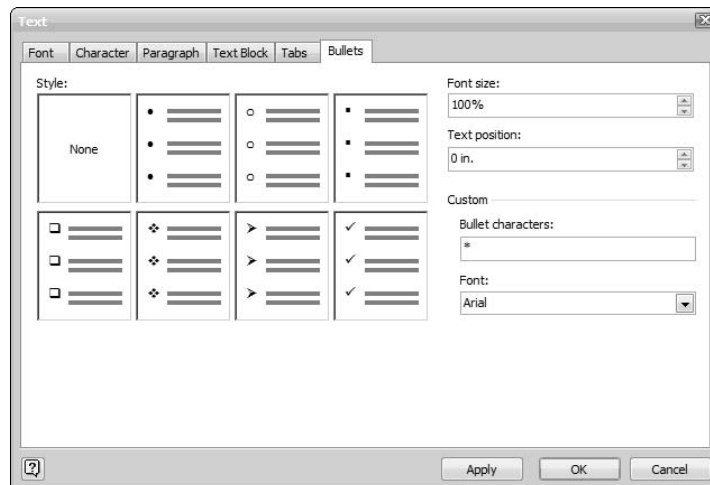 Text
Font Character Paragraph Text Block Tabs Bullets
Style:
None
Font size:
100%
Text position:
0 in.
Custom
Bullet characters:
*
Font:
Arial
Apply OK Cancel